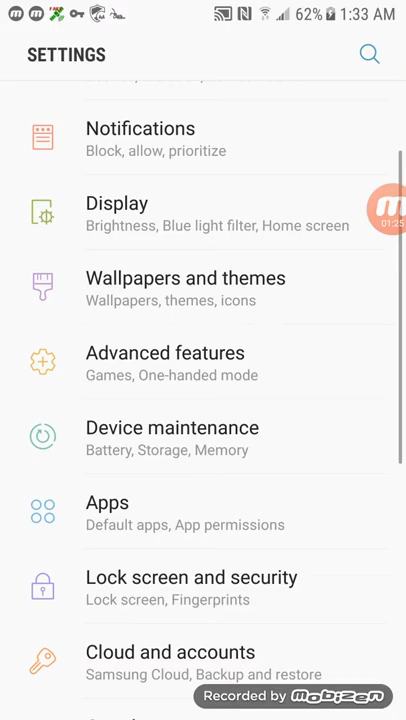 62% 1:33 AM
SETTINGS
Notifications
Block, allow, prioritize
Display
Brightness, Blue light filter, Home screen
01:25
Wallpapers and themes
Wallpapers, themes, icons
Advanced features
Games, One-handed mode
Device maintenance
Battery, Storage, Memory
Apps
Default apps, App permissions
Lock screen and security
Lock screen, Fingerprints
Cloud and accounts
Samsung Cloud, Backup and restore
Recorded by mobizen